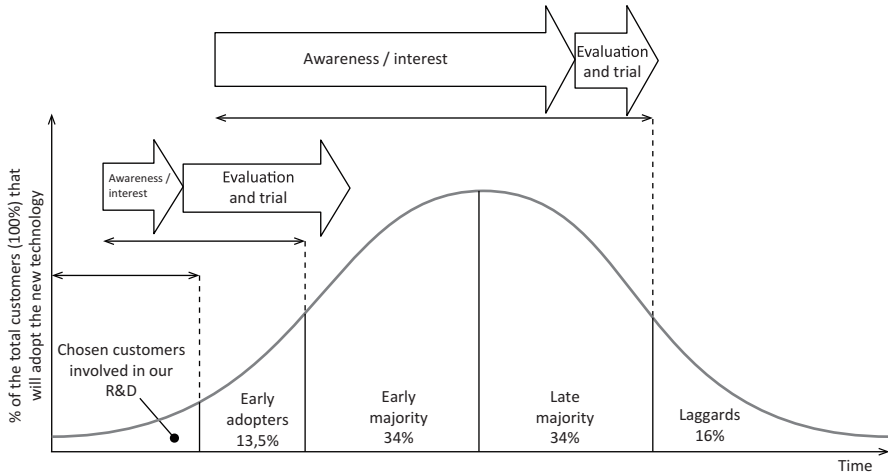 Awareness / interest
Evaluation
and trial
Awareness /
interest
Evaluation
and trial
% of the total customers (100%) that
will adopt the new technology
Chosen customers
involved in our
R&D
Early
adopters
13,5%
Early
majority
34%
Late
majority
34%
Laggards
16%
Time